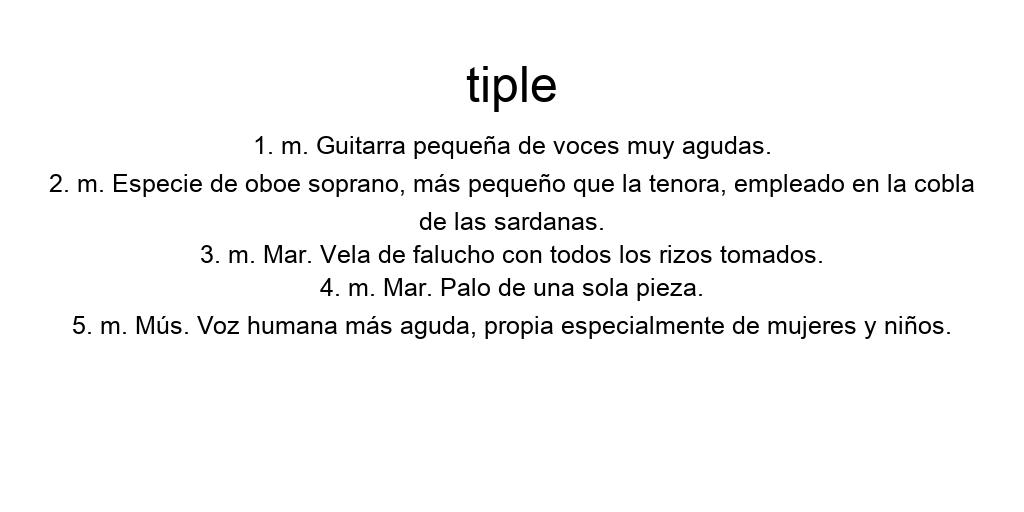 tiple
1. m. Guitarra pequeña de voces muy agudas.
2. m. Especie de oboe soprano, más pequeño que la tenora, empleado en la cobla
de las sardanas.
3. m. Mar. Vela de falucho con todos los rizos tomados.
4. m. Mar. Palo de una sola pieza.
5. m. Mús. Voz humana más aguda, propia especialmente de mujeres y niños.